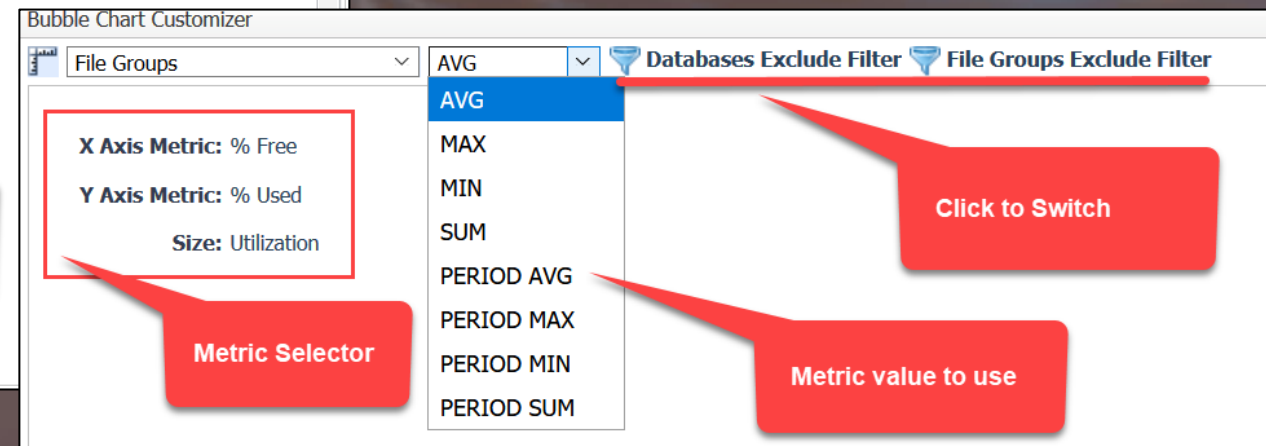 Bubble Chart Customizer
File Groups AVG Databases Exclude Filter File Groups Exclude Filter
AVG
MAX
MIN
SUM
PERIOD AVG
PERIOD MAX
PERIOD MIN
PERIOD SUM
X Axis Metric: % Free
Y Axis Metric: % Used
Size: Utilization
Click to Switch
Metric Selector
Metric value to use